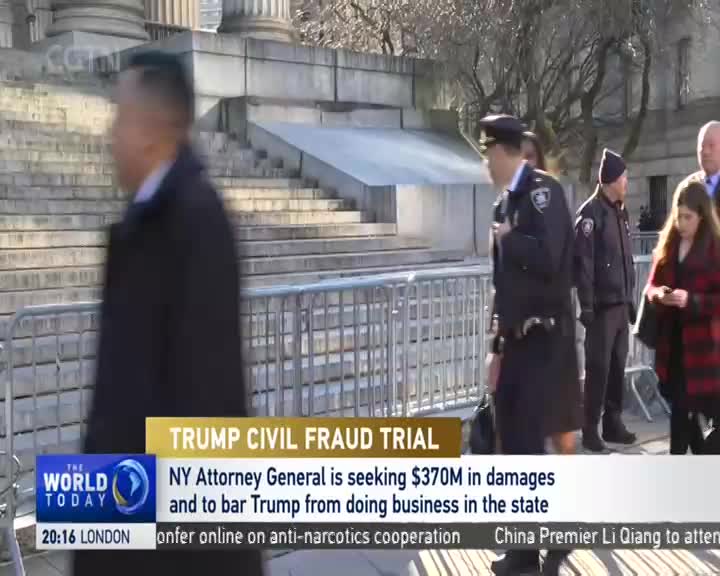 CGTN
TRUMP CIVIL FRAUD TRIAL
THE
WORLD
TODAY
NY Attorney General is seeking $370M in damages
and to bar Trump from doing business in the state
20:16 LONDON
onfer online on anti-narcotics cooperation China Premier Li Qiang to atten